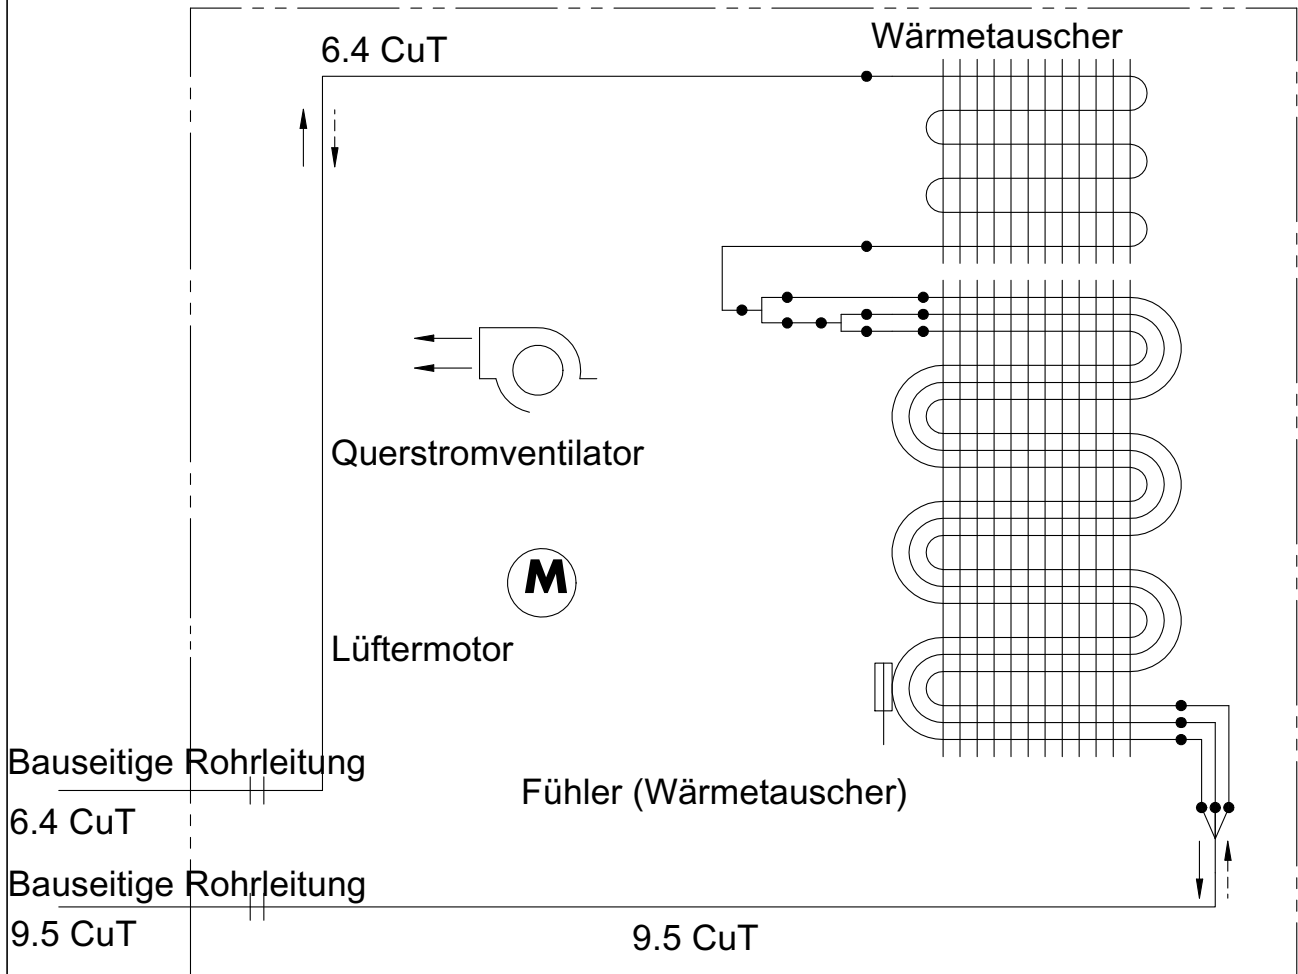 Wärmetauscher
6.4 CuT
Querstromventilator
M
Lüftermotor
Bauseitige Rohrleitung
6.4 CuT
Fühler (Wärmetauscher)
Bauseitige Rohrleitung
9.5 CuT
9.5 CuT